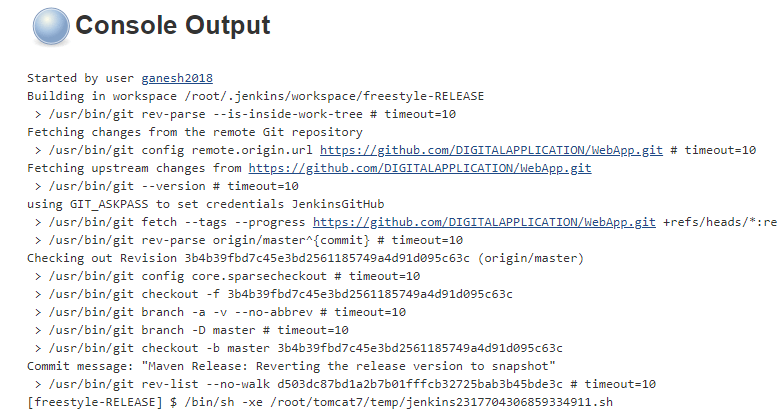 Console Output
Started by user ganesh2018
Building in workspace /root/.jenkins/workspace/freestyle-RELEASE
> /usr/bin/git rev-parse --is-inside-work-tree # timeout=10
Fetching changes from the remote Git repository
> /usr/bin/git config remote.origin.url https://github.com/DIGITALAPPLICATION/WebApp.git # timeout=10
Fetching upstream changes from https://github.com/DIGITALAPPLICATION/WebApp.git
> /usr/bin/git --version # timeout=10
using GIT_ASKPASS to set credentials JenkinsGitHub
> /usr/bin/git fetch --tags --progress https://github.com/DIGITALAPPLICATION/WebApp.git +refs/heads/*:re
> /usr/bin/git rev-parse origin/master^{commit} # timeout=10
Checking out Revision 3b4b39fbd7c45e3bd2561185749a4d91d095c63c (origin/master)
> /usr/bin/git config core.sparsecheckout # timeout=10
> /usr/bin/git checkout -f 3b4b39fbd7c45e3bd2561185749a4d91d095c63c
> /usr/bin/git branch -a -v --no-abbrev # timeout=10
> /usr/bin/git branch -D master # timeout=10
> /usr/bin/git checkout -b master 3b4b39fbd7c45e3bd2561185749a4d91d095c63c
Commit message: "Maven Release: Reverting the release version to snapshot"
> /usr/bin/git rev-list --no-walk d503dc87bd1a2b7b01fffcb32725bab3b45bde3c # timeout=10
[freestyle-RELEASE] $ /bin/sh -xe /root/tomcat7/temp/jenkins2317704306859334911.sh